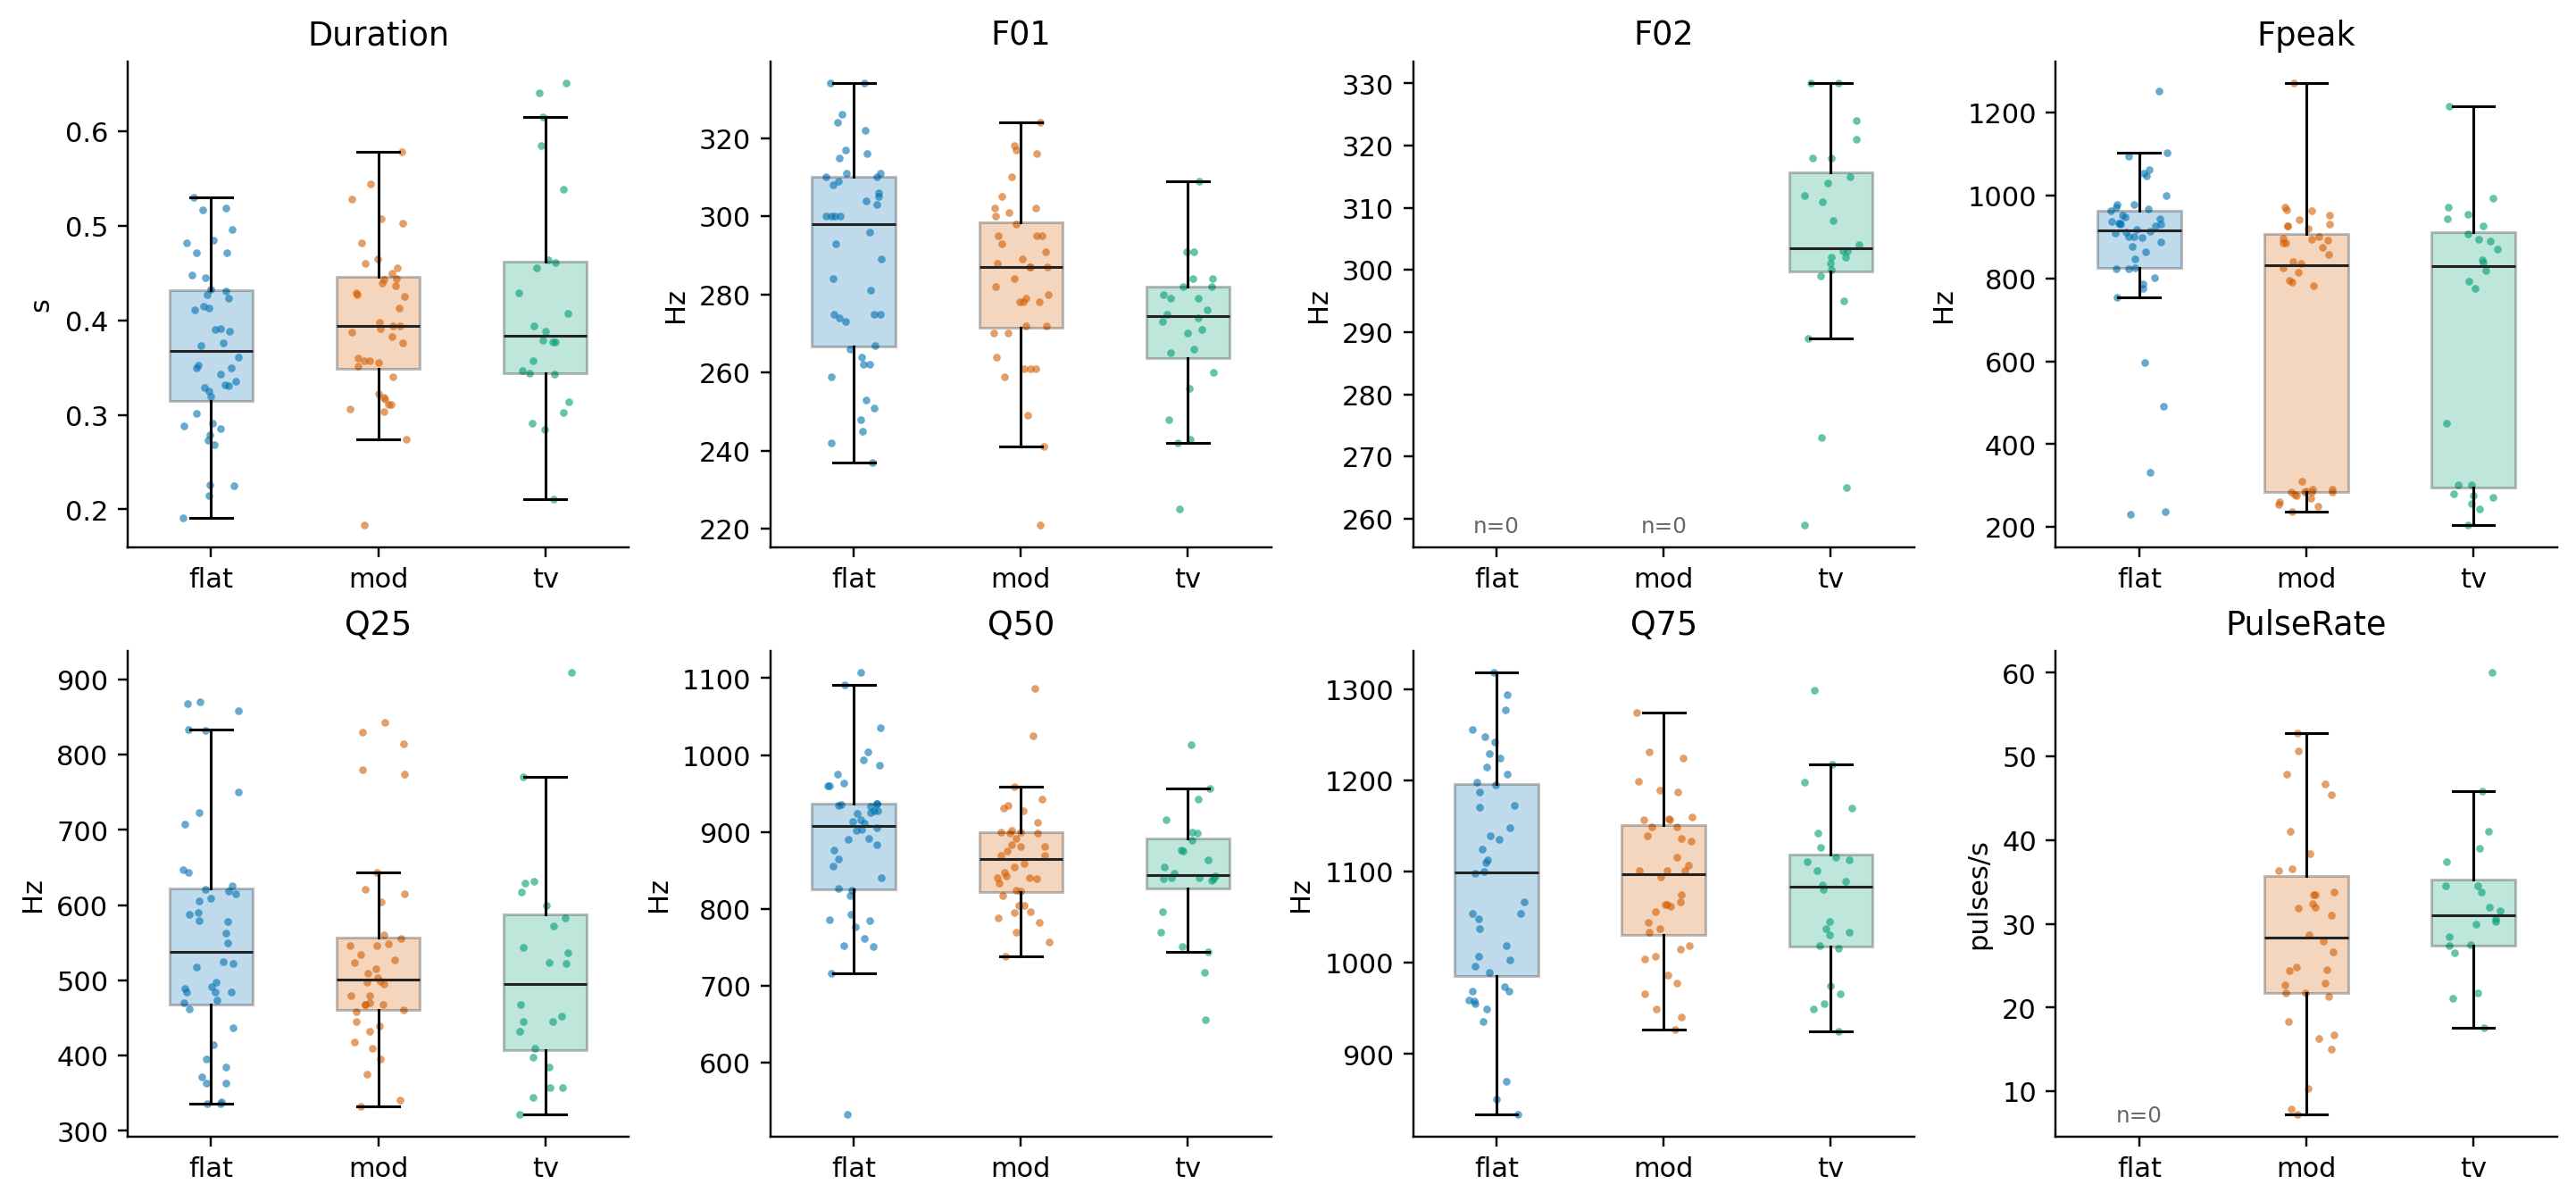 Duration
s
0.6
0.5
0.4
0.3
0.2
flat mod tv
F01
Hz
320
300
280
260
240
220
flat mod tv
F02
Hz
330
320
310
300
290
280
270
260
n=0 n=0
flat mod tv
Fpeak
Hz
1200
1000
800
600
400
200
flat mod tv
Q25
Hz
900
800
700
600
500
400
300
flat mod tv
Q50
Hz
1100
1000
900
800
700
600
flat mod tv
Q75
Hz
1300
1200
1100
1000
900
flat mod tv
PulseRate
pulses/s
60
50
40
30
20
10
n=0
flat mod tv